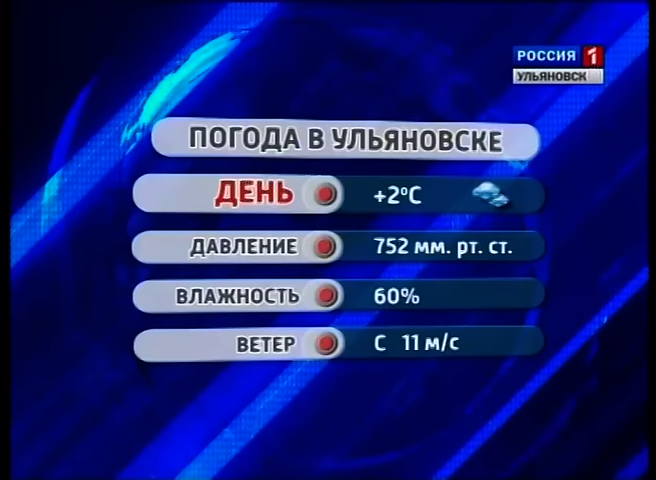 РОССИЯ 1
УЛЬЯНОВСК
ПОГОДА В УЛЬЯНОВСКЕ
ДЕНЬ +2°С
ДАВЛЕНИЕ 752 мм. рт. ст.
ВЛАЖНОСТЬ 60%
ВЕТЕР С 11 м/с